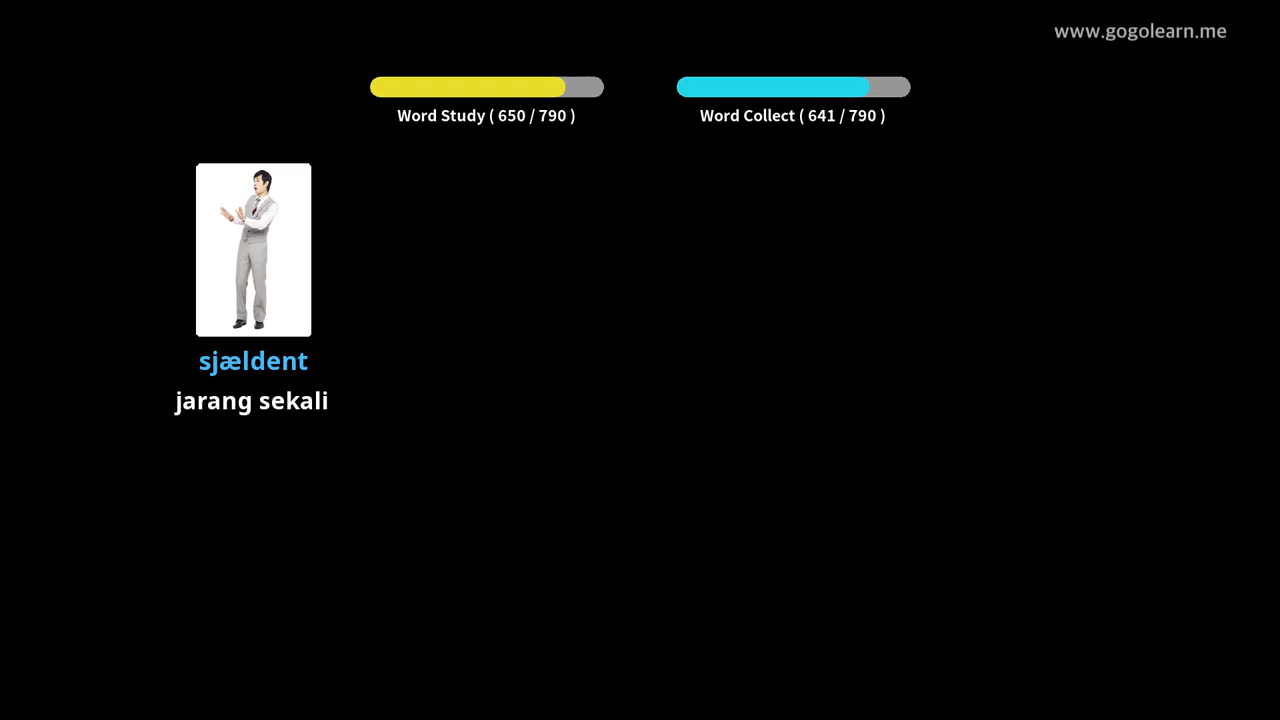 www.gogolearn.me
Word Study ( 650 / 790 )
Word Collect ( 641 / 790 )
sjældent
jarang sekali